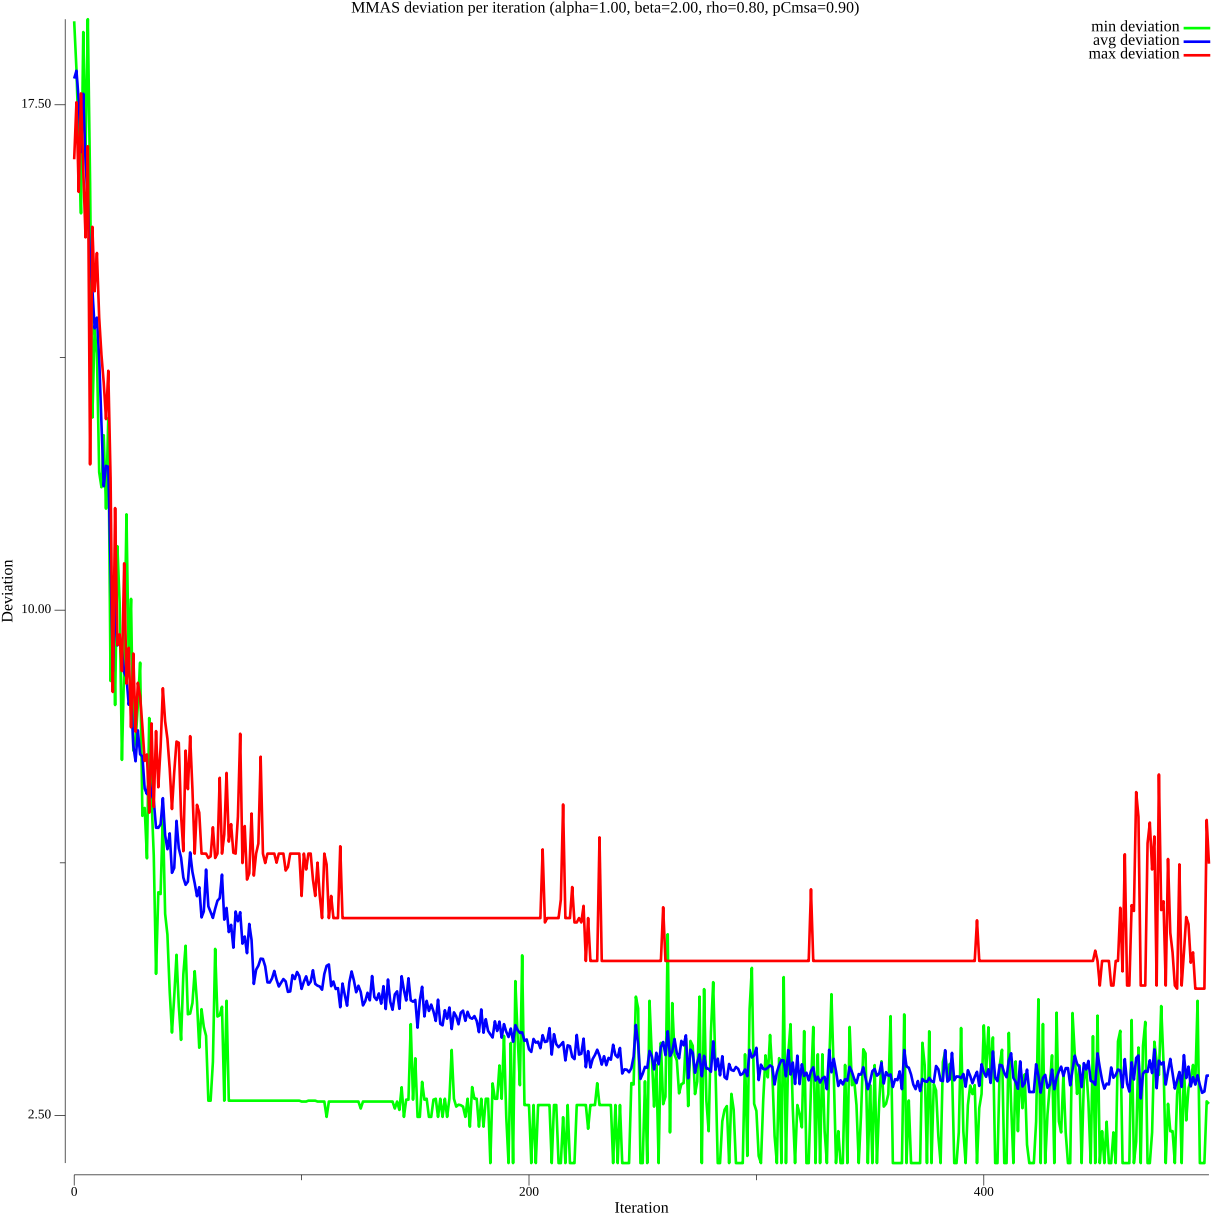 MMAS deviation per iteration (alpha=1.00, beta=2.00, rho=0.80, pCmsa=0.90)
min deviation
avg deviation
max deviation
17.50
10.00
2.50
Deviation
0
200
400
Iteration